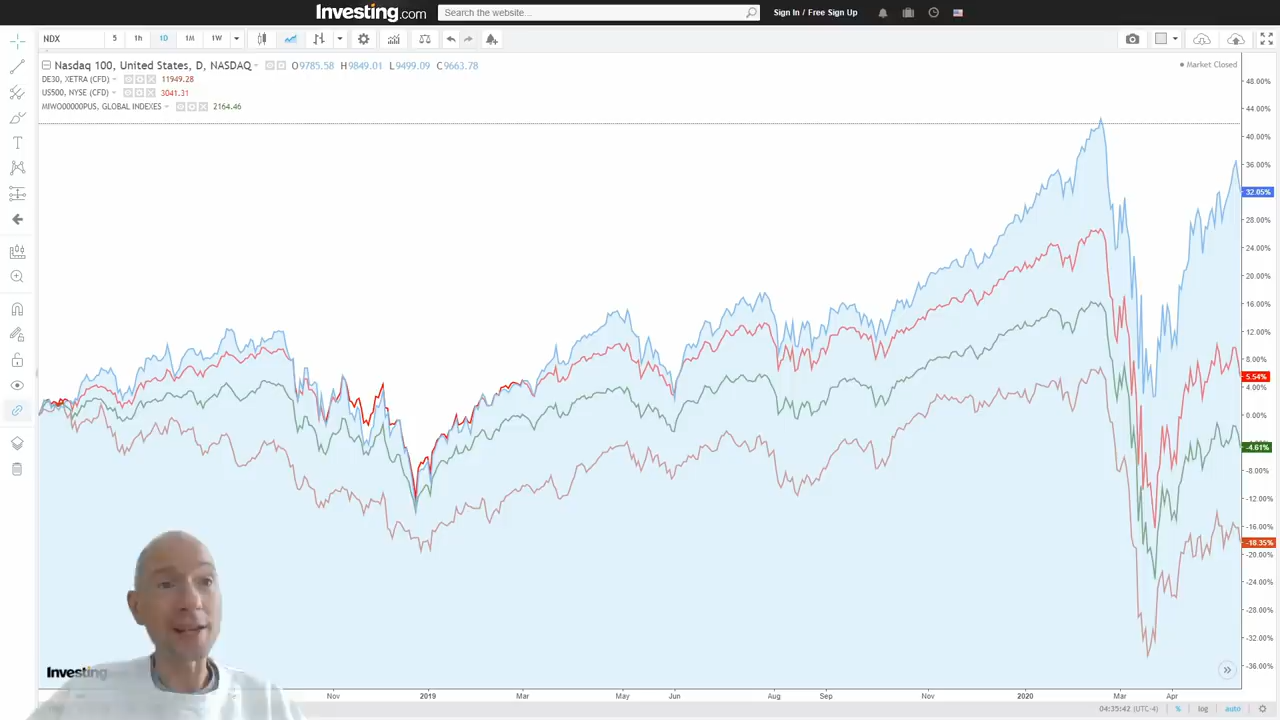 Investing.com
Search the website...
Sign In / Free Sign Up
NDX
5
1h
1D
1M
1W
Nasdaq 100, United States, D, NASDAQ
O9785.58 H9849.01 L9499.09 C9663.78
Market Closed
DE30, XETRA (CFD)
11949.28
US500, NYSE (CFD)
3041.31
MIWO00000PUS, GLOBAL INDEXES
2164.46
48.00%
44.00%
40.00%
36.00%
32.05%
28.00%
24.00%
20.00%
16.00%
12.00%
8.00%
5.54%
4.00%
0.00%
-4.61%
-8.00%
-12.00%
-16.00%
-18.35%
-24.00%
-28.00%
-32.00%
-36.00%
Investing
Nov
2019
Mar
May
Jun
Aug
Sep
Nov
2020
Mar
Apr
04:35:42 (UTC-4)
%
log
auto